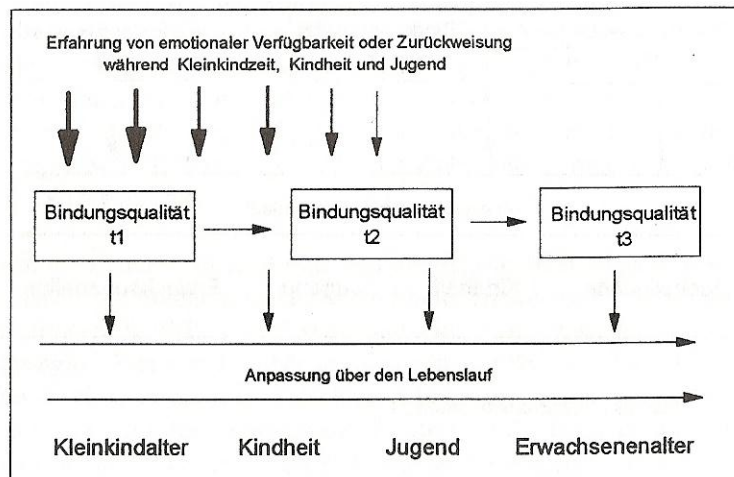 Erfahrung von emotionaler Verfügbarkeit oder Zurückweisung
während Kleinkindzeit, Kindheit und Jugend
Bindungsqualität
t1
Bindungsqualität
t2
Bindungsqualität
t3
Anpassung über den Lebenslauf
Kleinkindalter Kindheit Jugend Erwachsenenalter